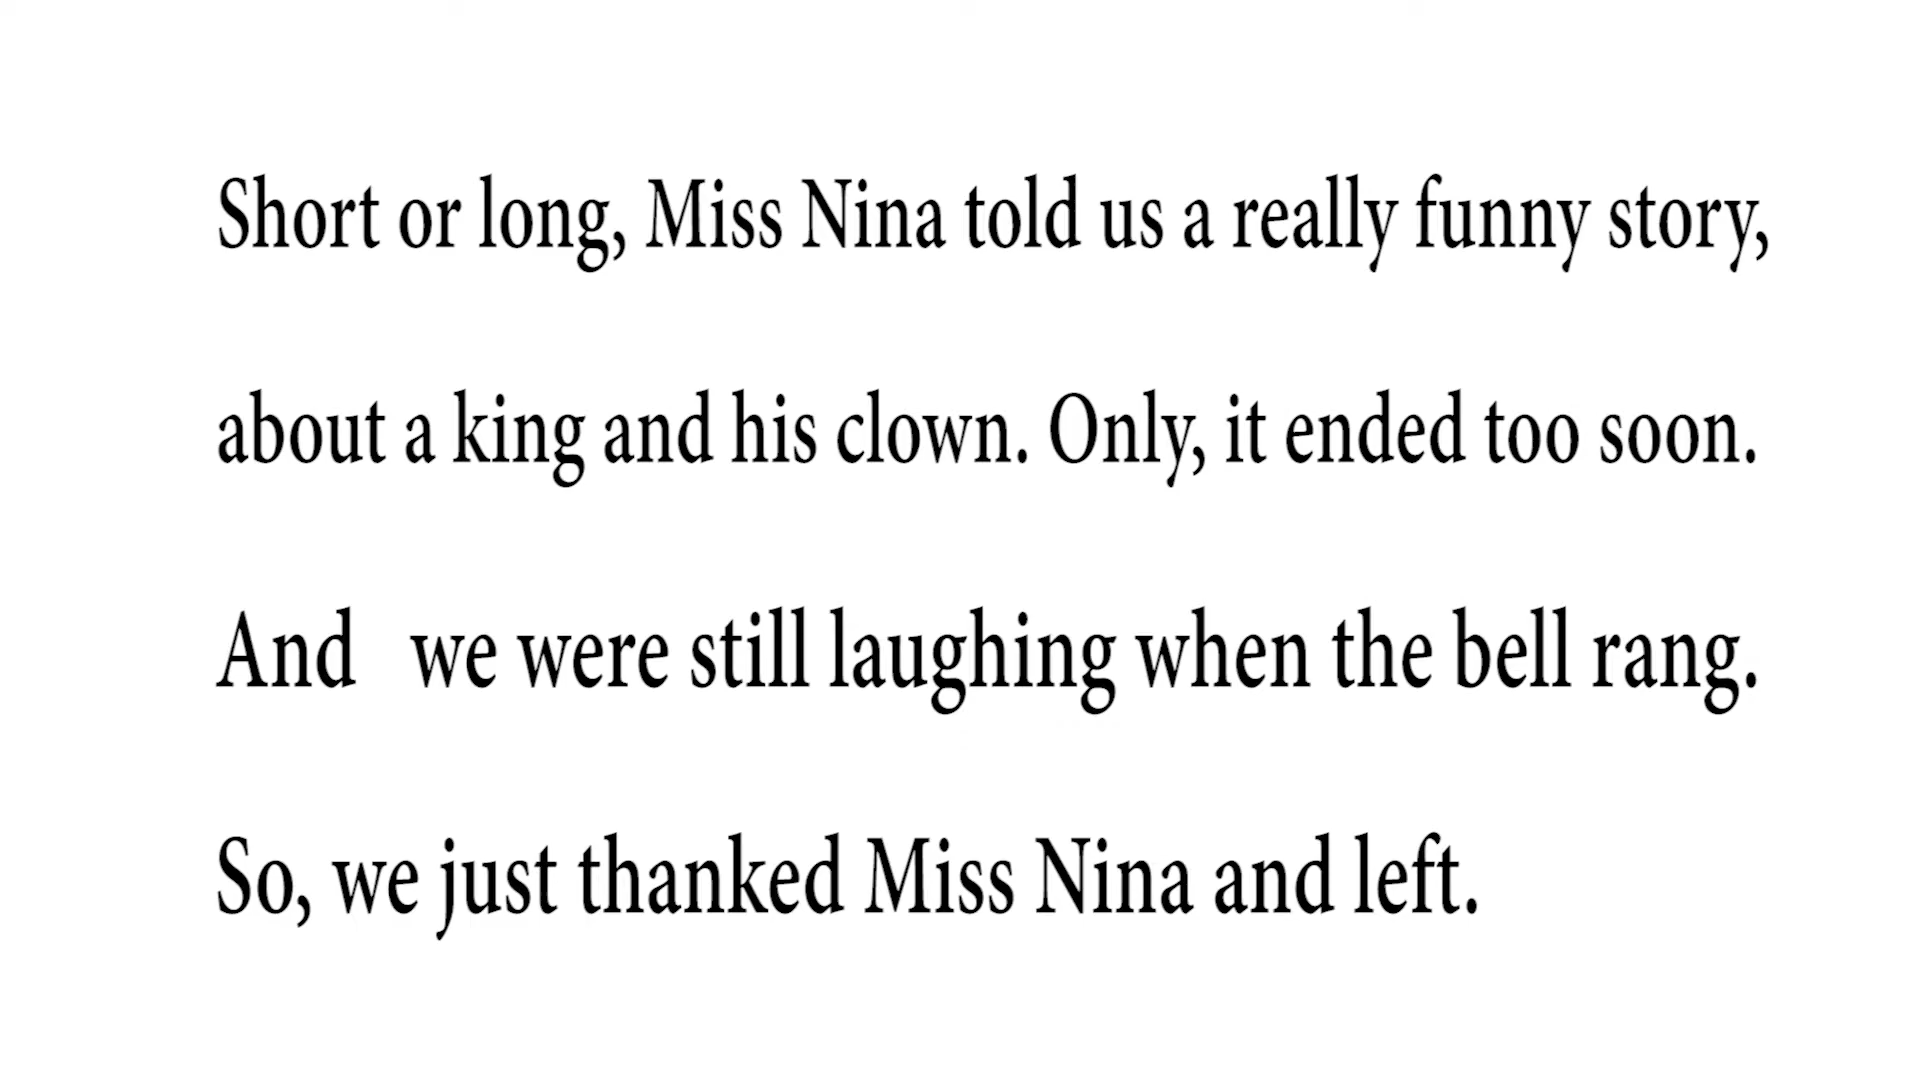 Short or long, Miss Nina told us a really funny story,
about a king and his clown. Only, it ended too soon.
And   we were still laughing when the bell rang.
So, we just thanked Miss Nina and left.